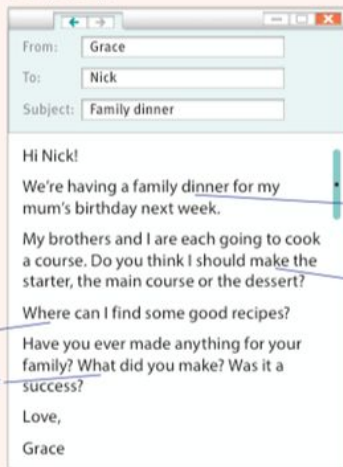 From: Grace
To: Nick
Subject: Family dinner
Hi Nick!
We're having a family dinner for my
mum's birthday next week.
My brothers and I are each going to cook
a course. Do you think I should make the
starter, the main course or the dessert?
Where can I find some good recipes?
Have you ever made anything for your
family? What did you make? Was it a
success?
Love,
Grace